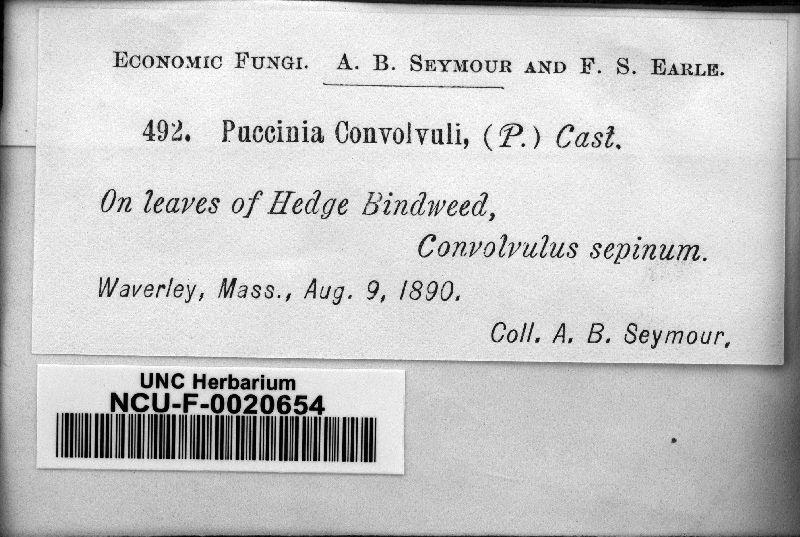 Economic Fungi. A. B. Seymour and F. S. Earle.
492. Puccinia Convolvuli, (P.) Cast.
On leaves of Hedge Bindweed,
Convolvulus sepinum.
Waverley, Mass., Aug. 9, 1890.
Coll. A. B. Seymour.
UNC Herbarium
NCU-F-0020654